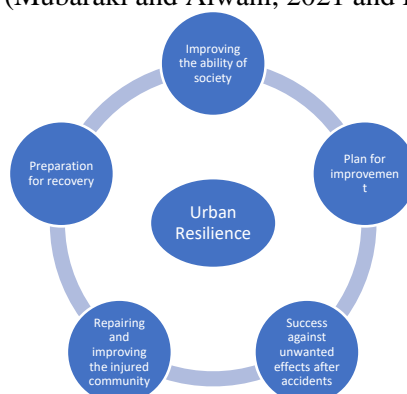 (Mubaraki and Alwani, 2021 and
Improving
the ability of
society
Preparation
for recovery
Plan for
improvemen
t
Urban
Resilience
Repairing
and
improving
the injured
community
Success
against
unwanted
effects after
accidents